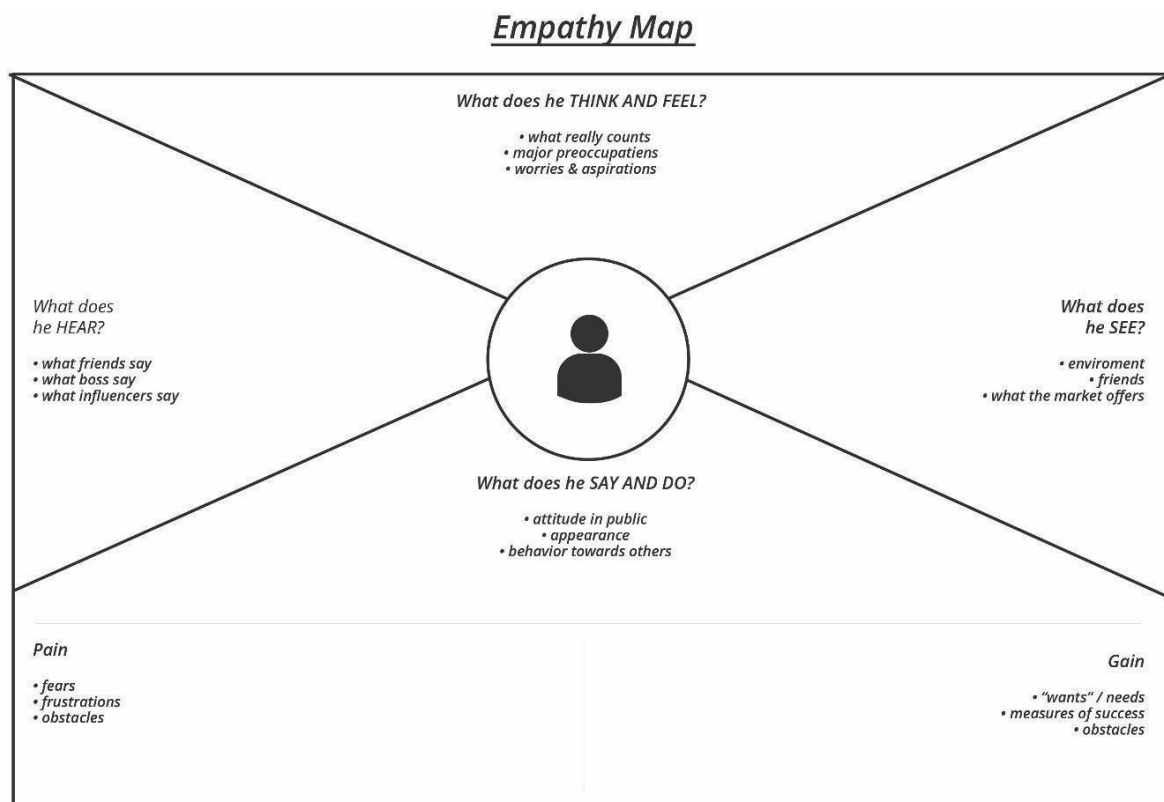 Empathy Map
What does he THINK AND FEEL?
• what really counts
• major preoccupatiens
• worries & aspirations
What does
he HEAR?
• what friends say
• what boss say
• what influencers say
What does
he SEE?
• enviroment
• friends
• what the market offers
What does he SAY AND DO?
• attitude in public
• appearance
• behavior towards others
Pain
• fears
• frustrations
• obstacles
Gain
• “wants“ / needs
• measures of success
• obstacles